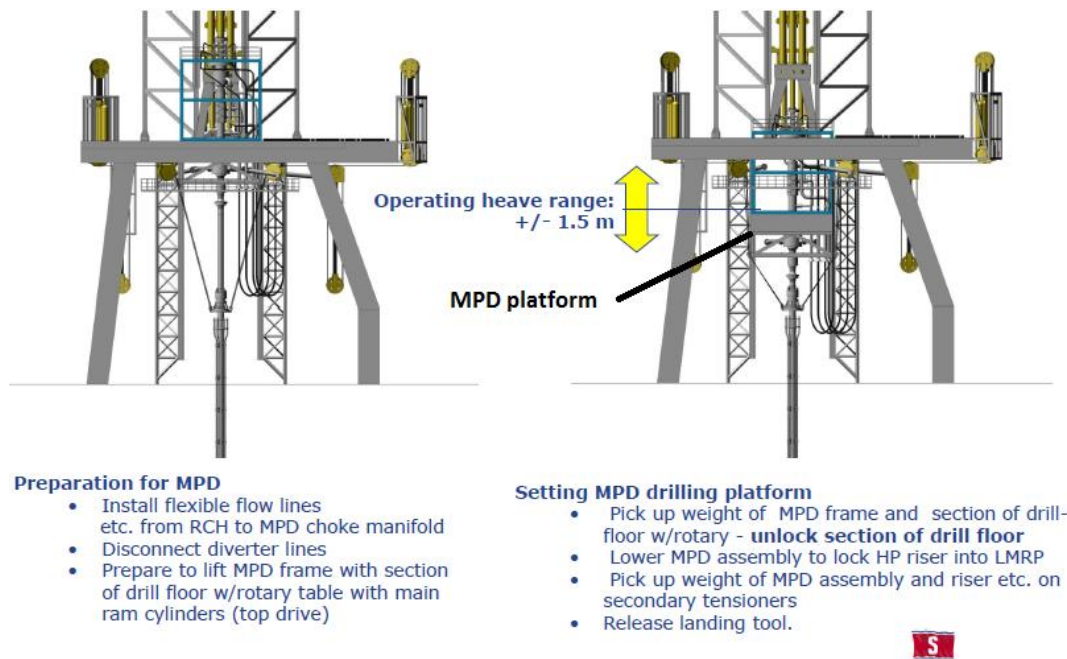 Operating heave range:
+/- 1.5 m
MPD platform
Preparation for MPD
• Install flexible flow lines
etc. from RCH to MPD choke manifold
• Disconnect diverter lines
• Prepare to lift MPD frame with section
of drill floor w/rotary table with main
ram cylinders (top drive)
Setting MPD drilling platform
• Pick up weight of MPD frame and section of drill-
floor w/rotary - unlock section of drill floor
• Lower MPD assembly to lock HP riser into LMRP
• Pick up weight of MPD assembly and riser etc. on
secondary tensioners
• Release landing tool.
S